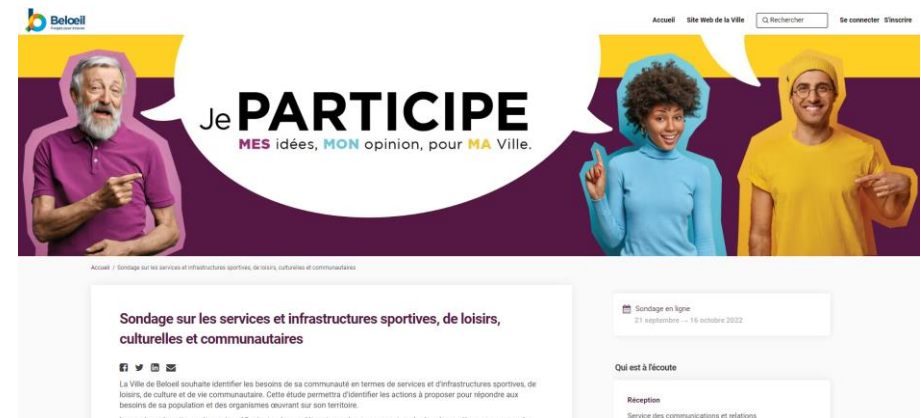 Belœil
Accueil Site Web de la Ville Rechercher Se connecter S'inscrire
Je PARTICIPE
MES idées, MON opinion, pour MA Ville.
Accueil / Sondage sur les services et infrastructures sportives, de loisirs, culturelles et communautaires
Sondage sur les services et infrastructures sportives, de loisirs,
culturelles et communautaires
La Ville de Beloeil souhaite identifier les besoins de sa communauté en termes de services et d'infrastructures sportives, de
loisirs, de culture et de vie communautaire. Cette étude permettra d'identifier les actions à proposer pour répondre aux
besoins de sa population et des organismes œuvrant sur son territoire.
Sondage en ligne
21 septembre → 16 octobre 2022
Qui est à l'écoute
Réception
Service des communications et relations